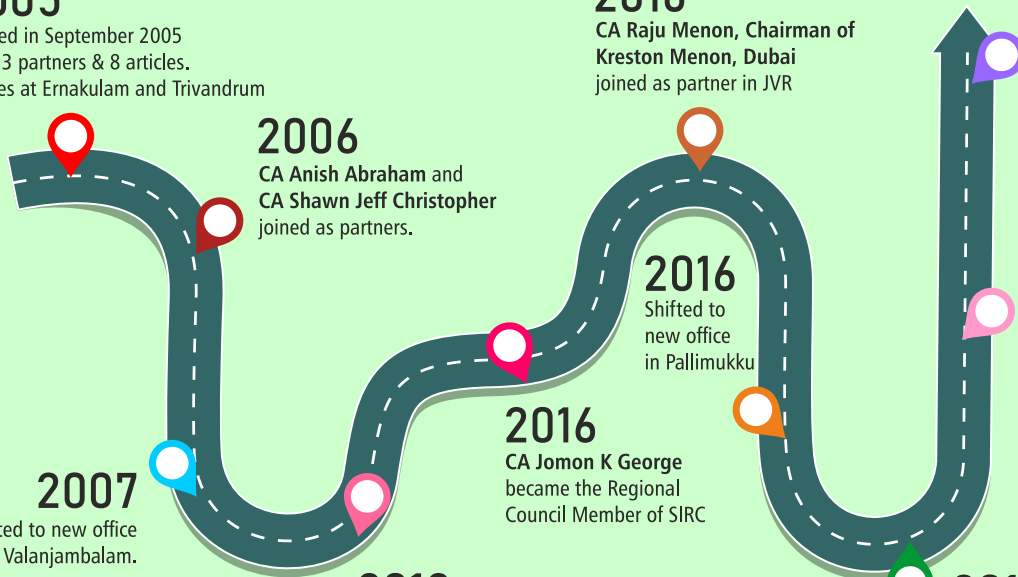 ed in September 2005
3 partners & 8 articles.
es at Ernakulam and Trivandrum
2006
CA Anish Abraham and
CA Shawn Jeff Christopher
joined as partners.
2007
ted to new office
Valanjambalam.
CA Raju Menon, Chairman of
Kreston Menon, Dubai
joined as partner in JVR
2016
Shifted to
new office
in Pallimukku
2016
CA Jomon K George
became the Regional
Council Member of SIRC